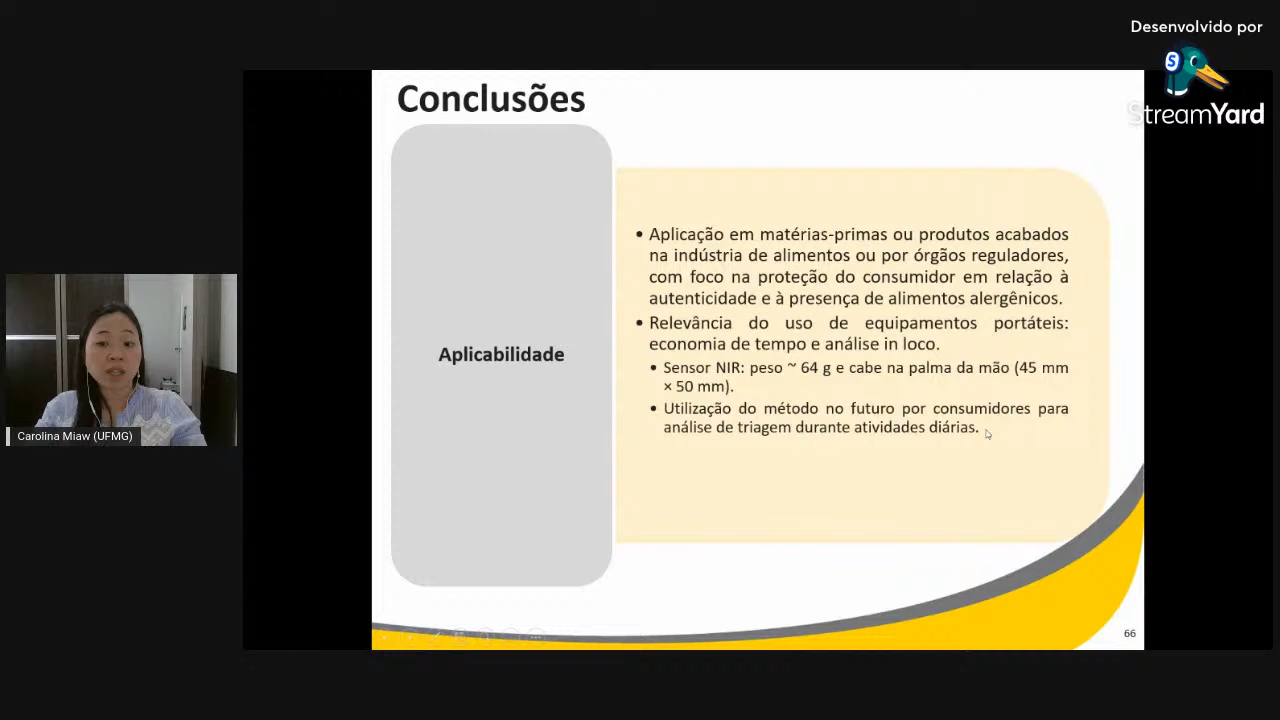 Desenvolvido por
StreamYard
Conclusões
Aplicabilidade
• Aplicação em matérias-primas ou produtos acabados
na indústria de alimentos ou por órgãos reguladores,
com foco na proteção do consumidor em relação à
autenticidade e à presença de alimentos alergênicos.
• Relevância do uso de equipamentos portáteis:
economia de tempo e análise in loco.
• Sensor NIR: peso ~ 64 g e cabe na palma da mão (45 mm
× 50 mm).
• Utilização do método no futuro por consumidores para
análise de triagem durante atividades diárias.
Carolina Miaw (UFMG)
66